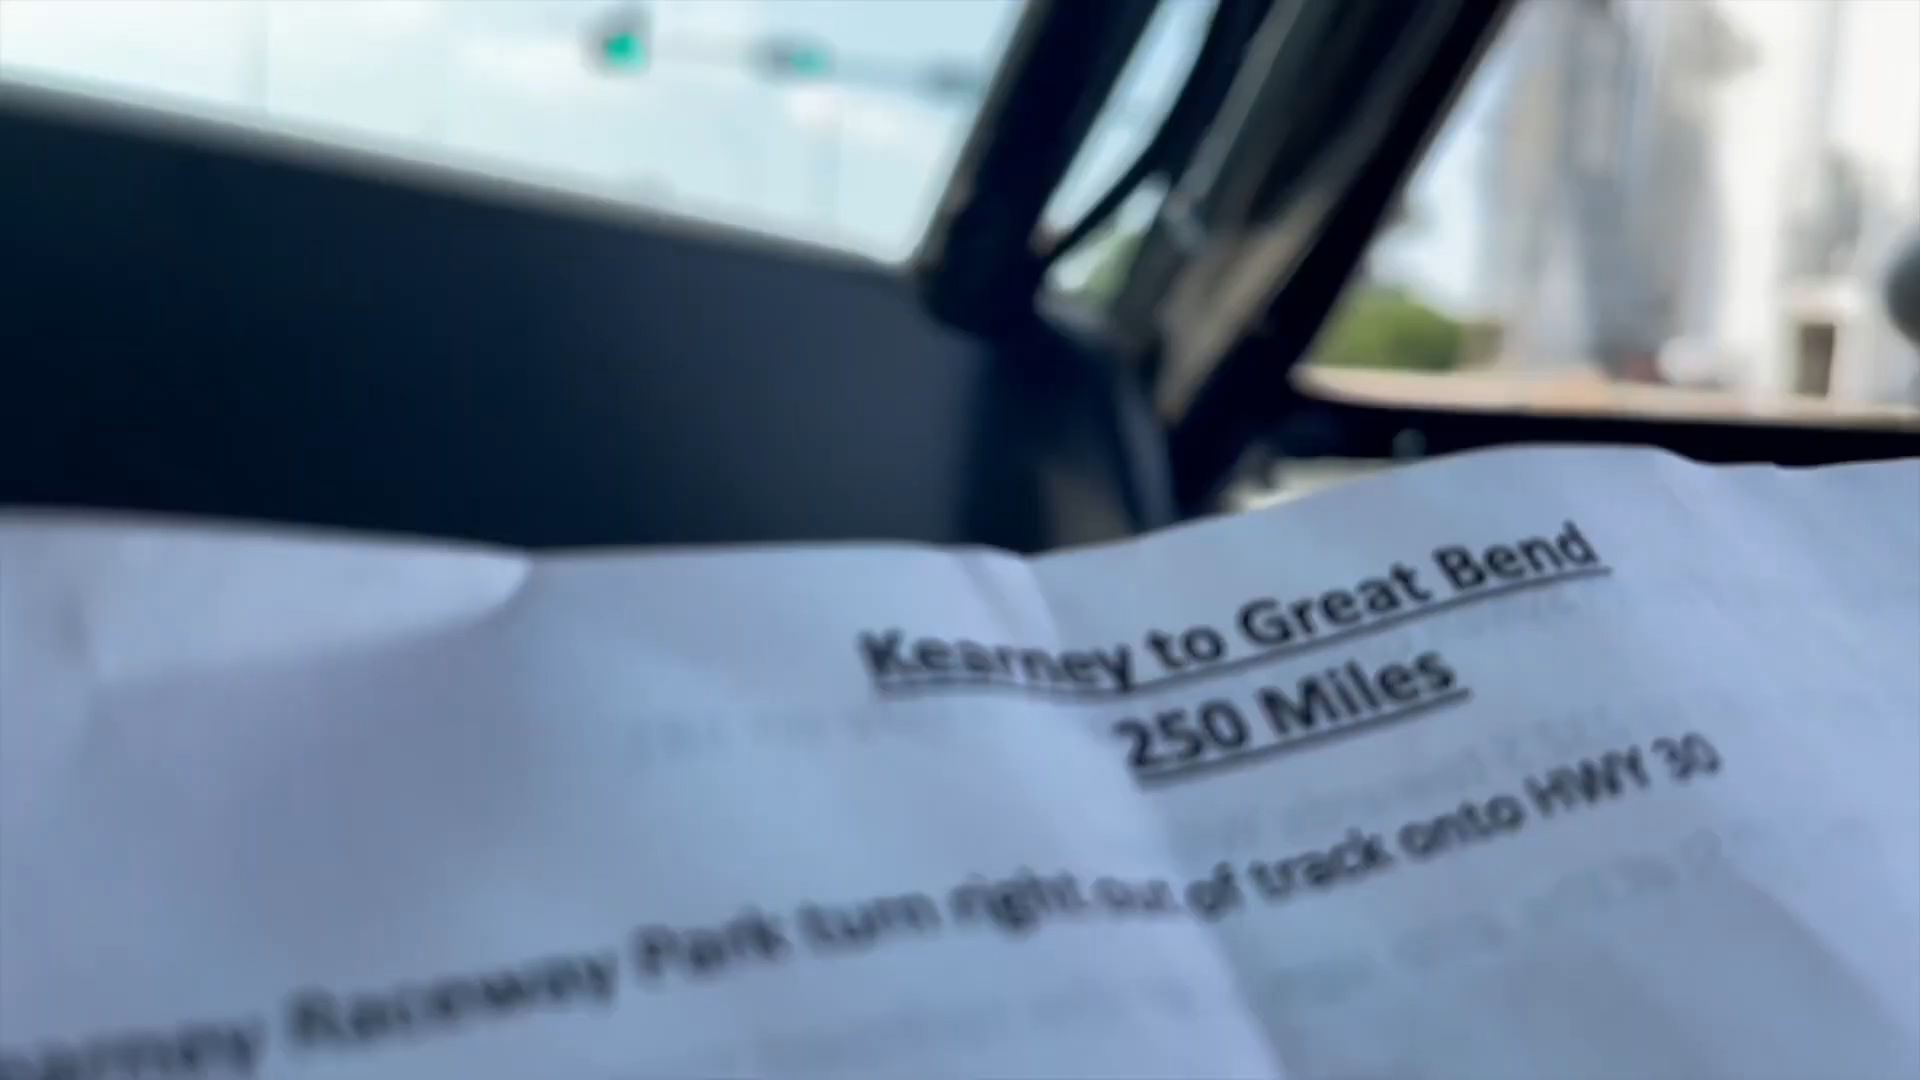 Kearney to Great Bend
250 Miles
Raceway Park turn right out of track onto HWY 30